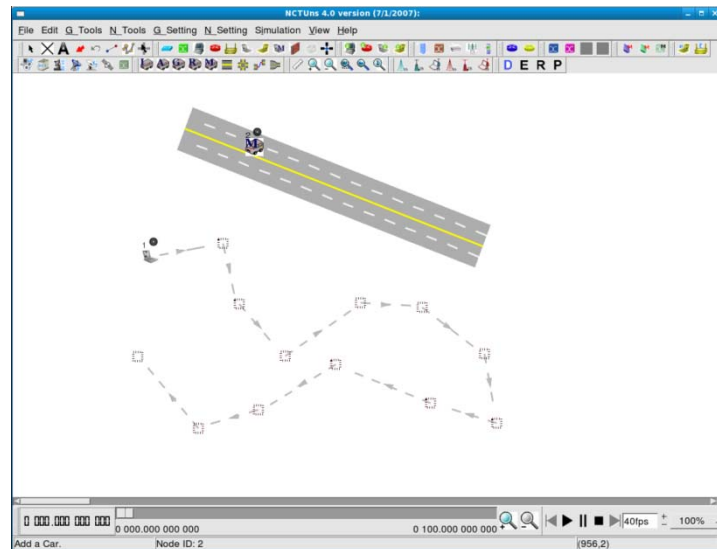 NCTUns 4.0 version (7/1/2007):
File Edit G_Tools N_Tools G_Setting N_Setting Simulation View Help
A
D E R P
2
M
1
0 000.000 000 000
0 000.000 000 000
0 100.000 000 000
40fps
100%
Add a Car.
Node ID: 2
(956,2)